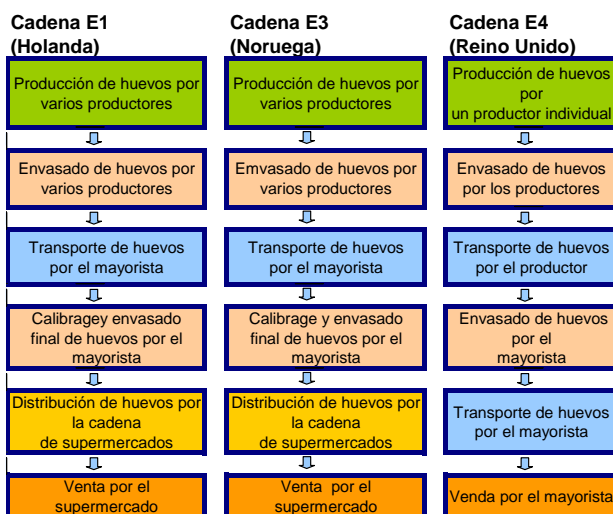 Cadena E1
(Holanda)
Producción de huevos por
varios productores
Envasado de huevos por
varios productores
Transporte de huevos
por el mayorista
Calibragey envasado
final de huevos por el
mayorista
Distribución de huevos por
la cadena
de supermercados
Venta por el
supermercado
Cadena E3
(Noruega)
Producción de huevos por
varios productores
Emvasado de huevos por
varios productores
Transporte de huevos
por el mayorista
Calibrage y envasado
final de huevos por el
mayorista
Distribución de huevos por
la cadena
de supermercados
Venta por el
supermercado
Cadena E4
(Reino Unido)
Producción de huevos
por
un productor individual
Envasado de huevos
por los productores
Transporte de huevos
por el productor
Envasado de huevos
por el
mayorista
Transporte de huevos
por el mayorista
Venda por el mayorista